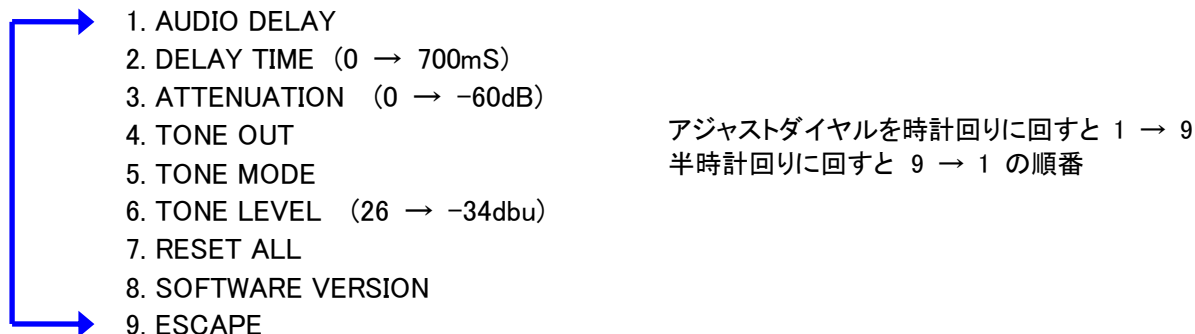 1. AUDIO DELAY
2. DELAY TIME (0 → 700mS)
3. ATTENUATION (0 → -60dB)
4. TONE OUT
5. TONE MODE
6. TONE LEVEL (26 → -34dbu)
7. RESET ALL
8. SOFTWARE VERSION
9. ESCAPE
アジャストダイヤルを時計回りに回すと 1 → 9
半時計回りに回すと 9 → 1 の順番